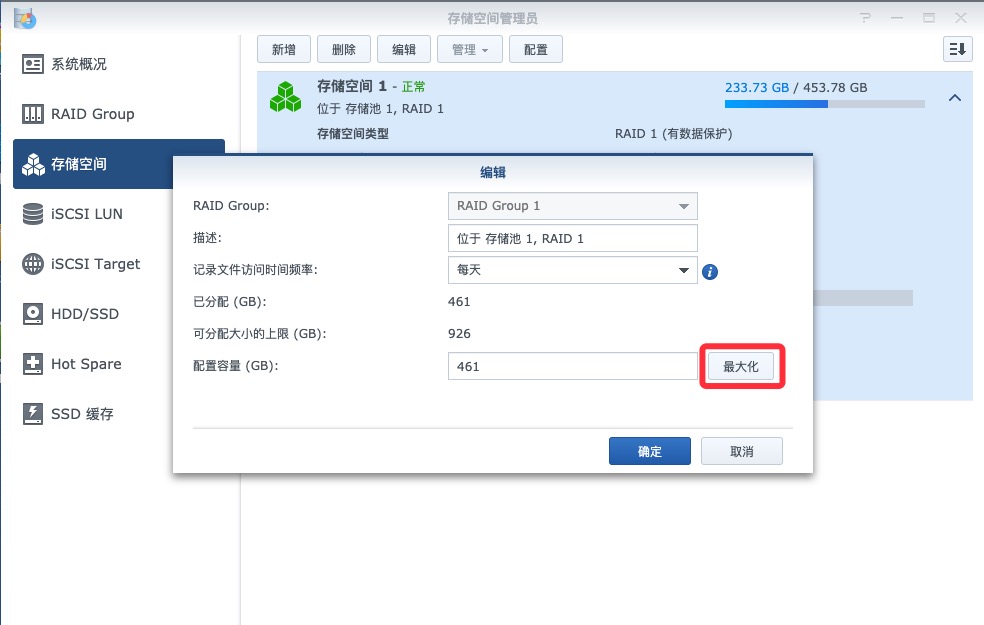 存储空间管理员
系统概况
RAID Group
存储空间
iSCSI LUN
iSCSI Target
HDD/SSD
Hot Spare
SSD 缓存
新增 删除 编辑 管理 配置
存储空间 1 - 正常
233.73 GB / 453.78 GB
位于 存储池 1, RAID 1
存储空间类型 RAID 1 (有数据保护)
编辑
RAID Group: RAID Group 1
描述: 位于 存储池 1, RAID 1
记录文件访问时间频率: 每天
已分配 (GB): 461
可分配大小的上限 (GB): 926
配置容量 (GB): 461 最大化
确定 取消